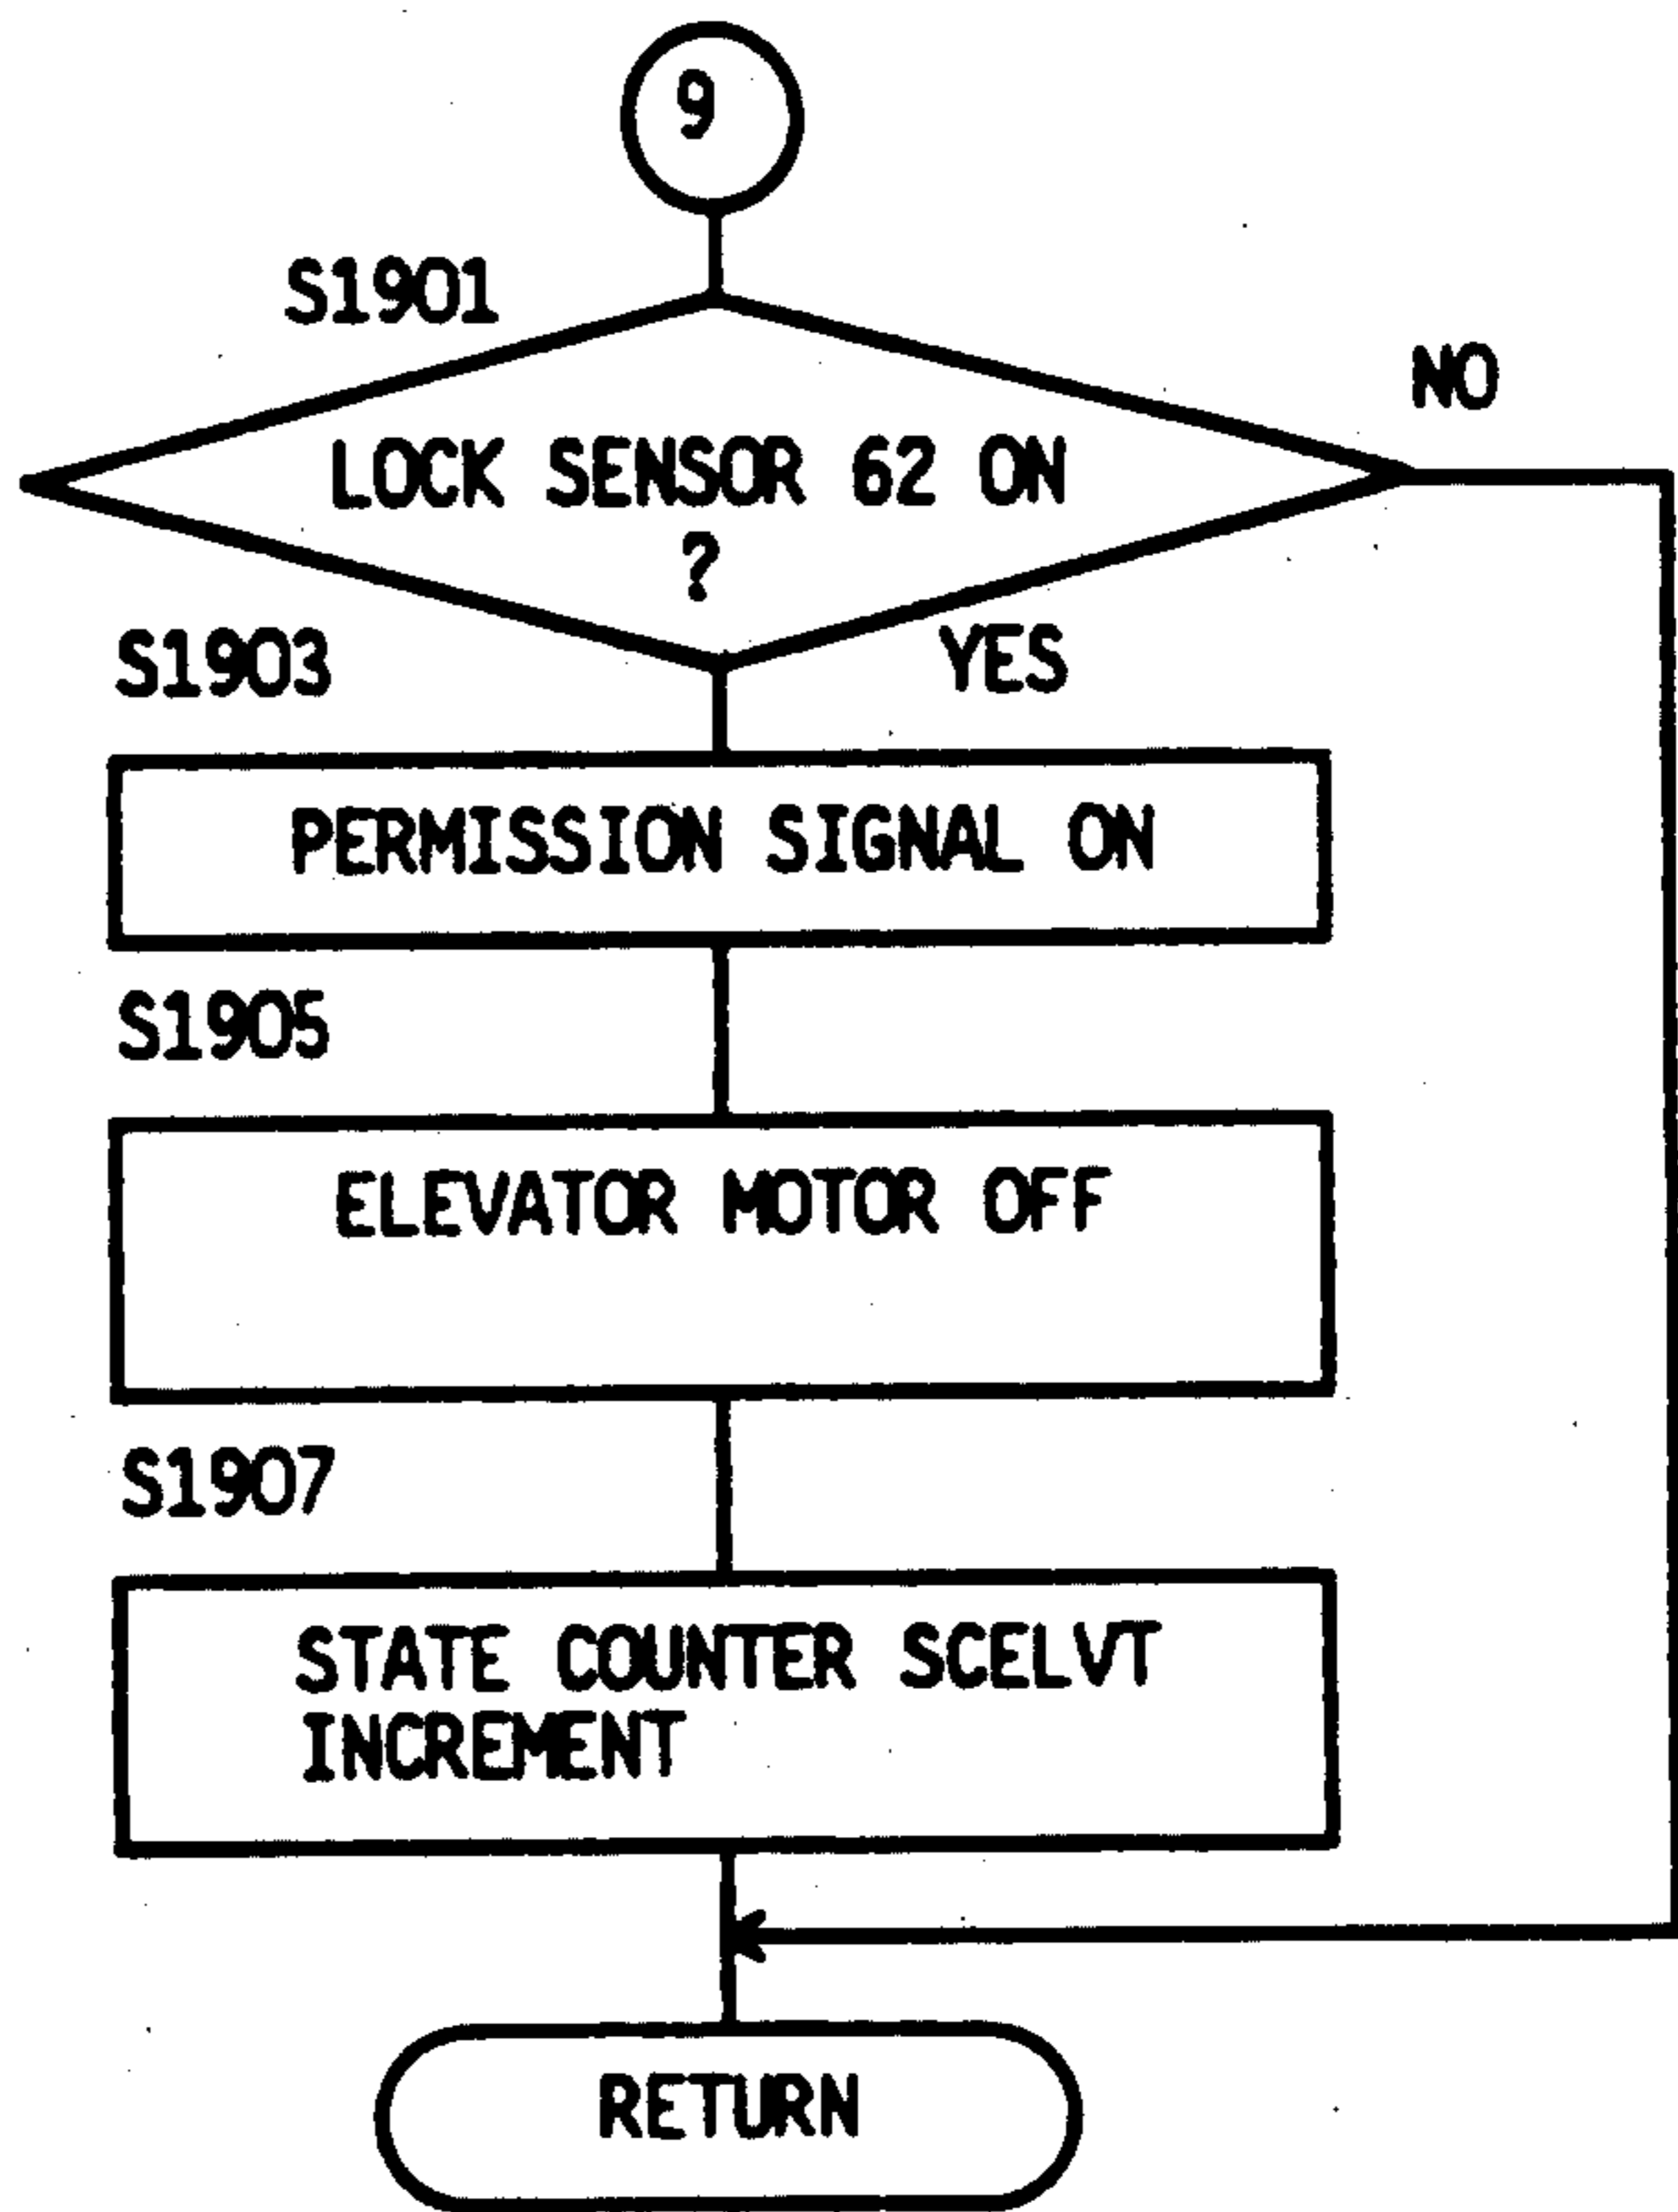 9
S1901
NO
LOCK SENSOR 62 ON
?
S1903
YES
PERMISSION SIGNAL ON
S1905
ELEVATOR MOTOR OFF
S1907
STATE COUNTER SCELVT
INCREMENT
RETURN